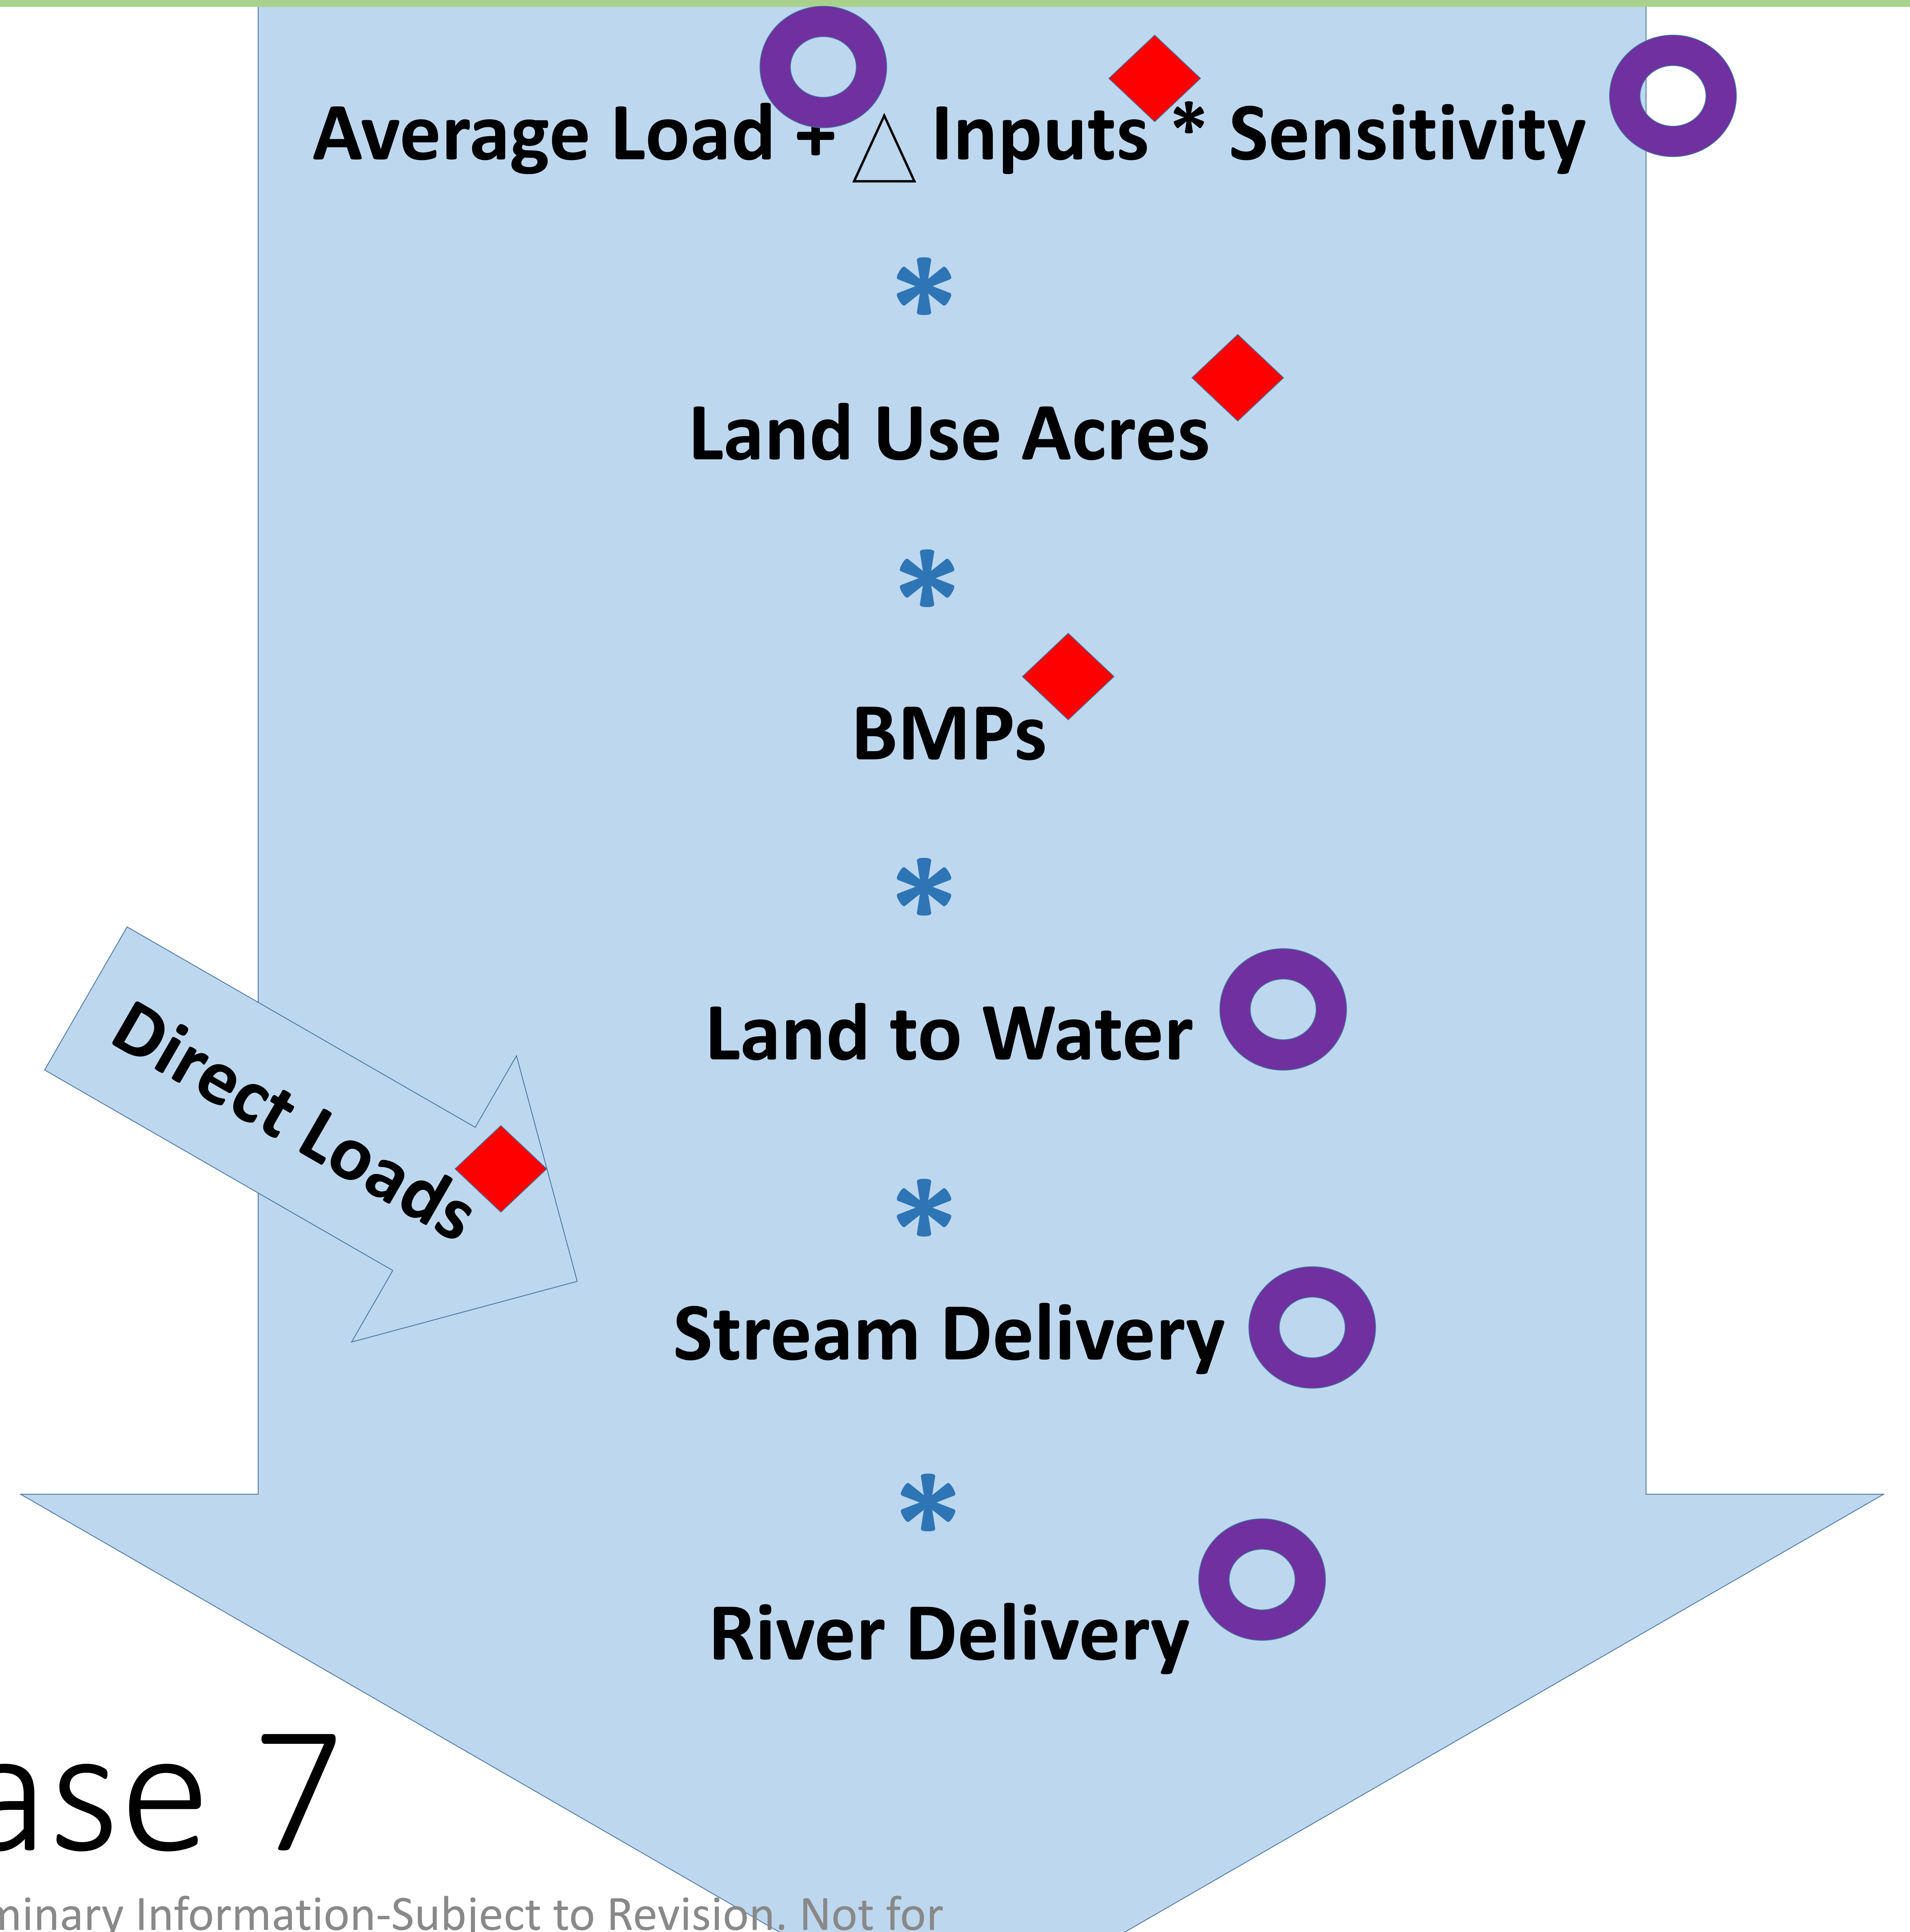 Average Load + △ Inputs * Sensitivity
*
Land Use Acres
*
BMPs
*
Land to Water
Direct Loads
*
Stream Delivery
*
River Delivery
ase 7
minary Information-Subject to Revision. Not for